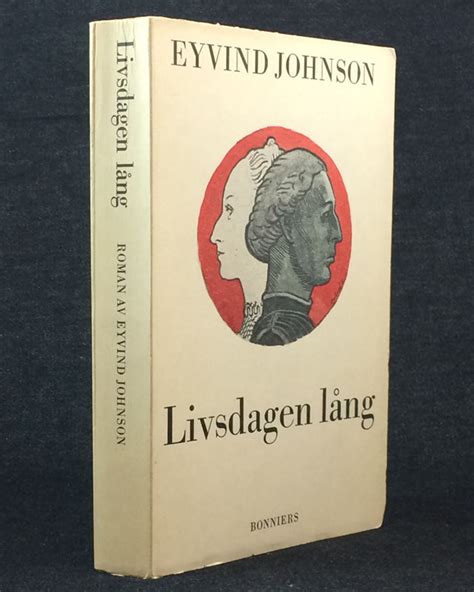 Livsdagen lång
ROMAN AV EYVIND JOHNSON
EYVIND JOHNSON
Livsdagen lång
BONNIERS